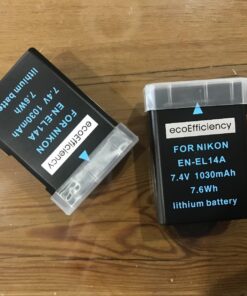 ecoEfficiency
FOR NIKON
EN-EL14A
7.4V 1030mAh
7.6Wh
lithium batte
ecoEfficiency
FOR NIKON
EN-EL14A
7.4V 1030mAh
7.6Wh
lithium battery